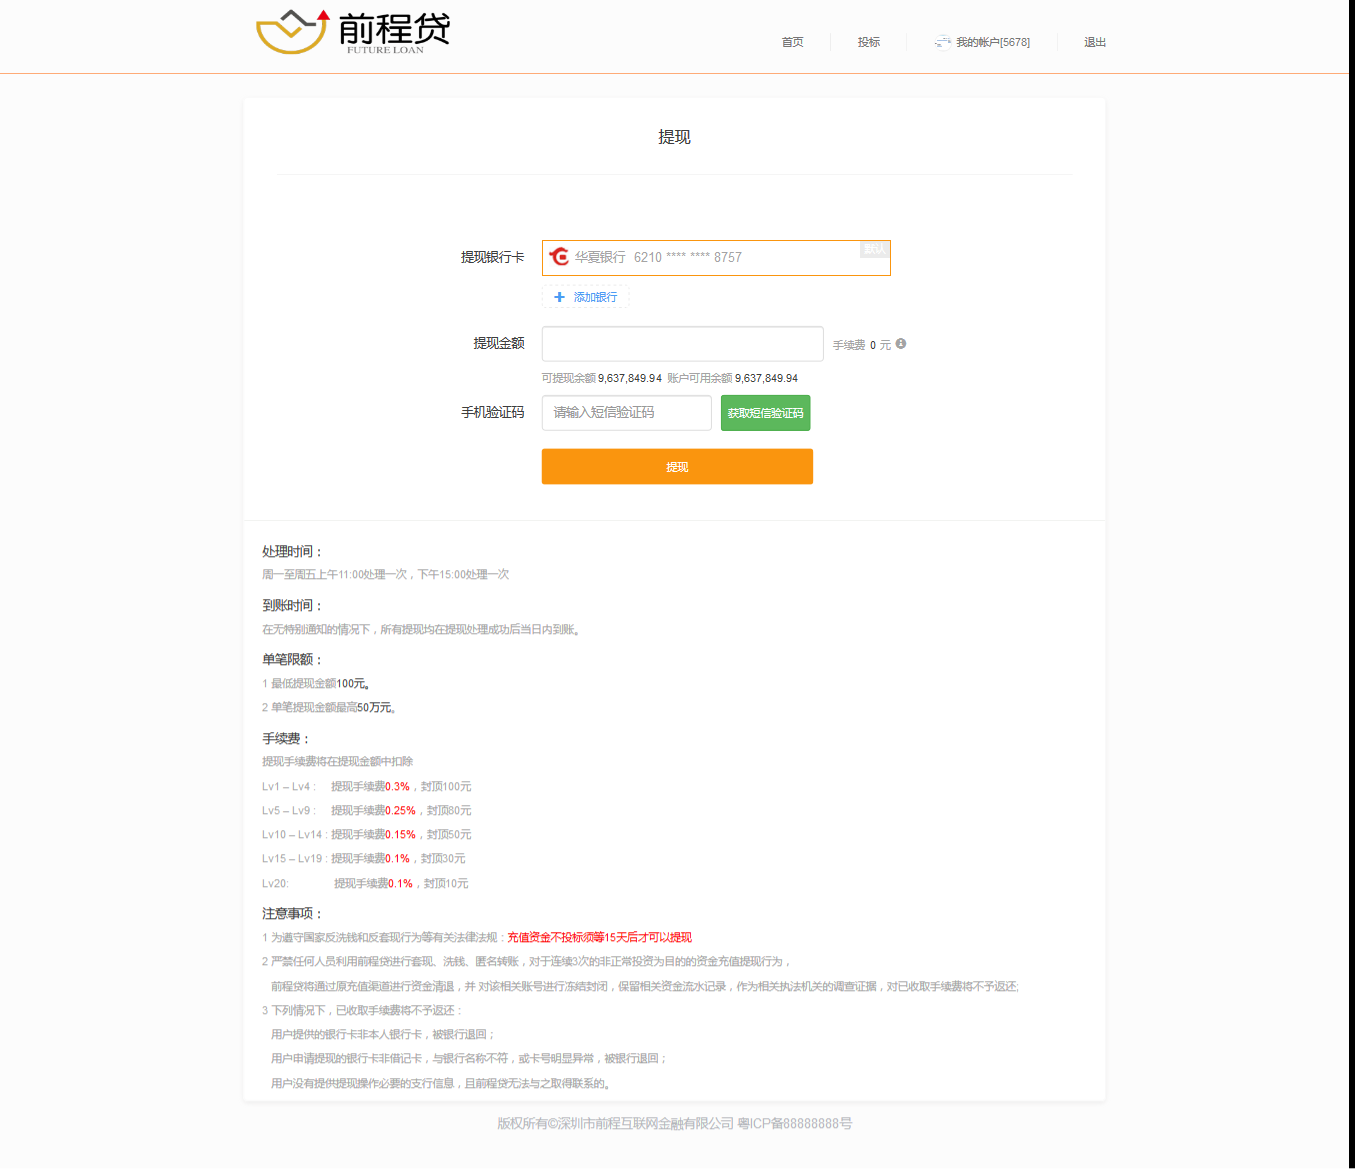 前程贷
FUTURE LOAN
首页 投标 我的帐户[5678] 退出
提现
提现银行卡 华夏银行 6210 **** **** 8757 默认
添加银行
提现金额 手续费 0 元
可提现余额 9,637,849.94 账户可用余额 9,637,849.94
手机验证码 请输入短信验证码 获取短信验证码
提现
处理时间：
周一至周五上午11:00处理一次，下午15:00处理一次
到账时间：
在无特别通知的情况下，所有提现均在提现处理成功后当日内到账。
单笔限额：
1 最低提现金额100元。
2 单笔提现金额最高50万元。
手续费：
提现手续费将在提现金额中扣除
Lv1 – Lv4 : 提现手续费0.3%，封顶100元
Lv5 – Lv9 : 提现手续费0.25%，封顶80元
Lv10 – Lv14 : 提现手续费0.15%，封顶50元
Lv15 – Lv19 : 提现手续费0.1%，封顶30元
Lv20: 提现手续费0.1%，封顶10元
注意事项：
1 为遵守国家反洗钱和反套现行为等有关法律法规：充值资金不投标须等15天后才可以提现
2 严禁任何人员利用前程贷进行套现、洗钱、匿名转账，对于连续3次的非正常投资为目的的资金充值提现行为，
前程贷将通过原充值渠道进行资金清退，并 对该相关账号进行冻结封闭，保留相关资金流水记录，作为相关执法机关的调查证据，对已收取手续费将不予返还;
3 下列情况下，已收取手续费将不予返还：
用户提供的银行卡非本人银行卡，被银行退回；
用户申请提现的银行卡非借记卡，与银行名称不符，或卡号明显异常，被银行退回；
用户没有提供提现操作必要的支行信息，且前程贷无法与之取得联系的。
版权所有©深圳市前程互联网金融有限公司 粤ICP备88888888号